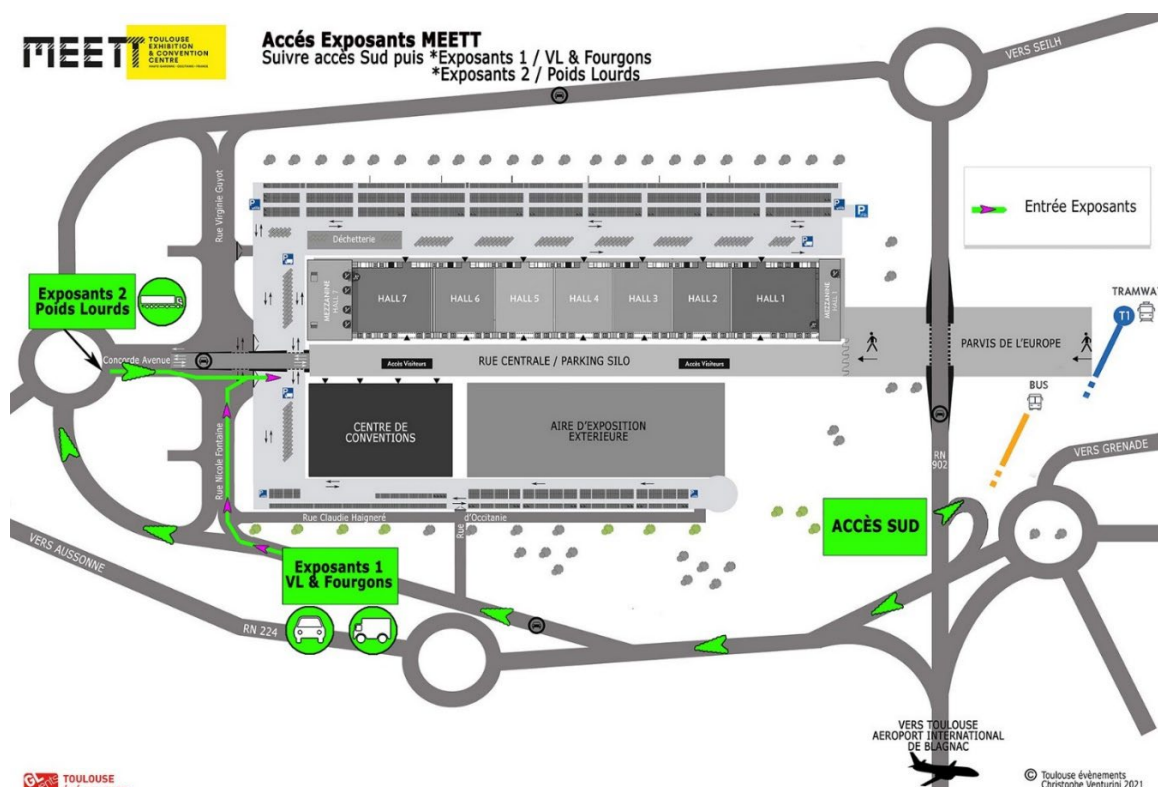 MEETT
TOULOUSE
EXHIBITION
& CONVENTION
CENTRE
Accés Exposants MEETT
Suivre accès Sud puis *Exposants 1 / VL & Fourgons
*Exposants 2 / Poids Lourds
VERS SEILH
Entrée Exposants
Rue Virginie Guyot
P
Déchetterie
Exposants 2
Poids Lourds
MEZZANINE
HALL 7
HALL 7
HALL 6
HALL 5
HALL 4
HALL 3
HALL 2
HALL 1
MEZZANINE
HALL 1
TRAMWAY
T1
Concorde Avenue
Accès Visiteurs
RUE CENTRALE / PARKING SILO
Accès Visiteurs
PARVIS DE L'EUROPE
BUS
CENTRE DE
CONVENTIONS
AIRE D'EXPOSITION
EXTERIEURE
Rue Nicole Fontaine
RN
902
VERS GRENADE
Rue Claudie Haigneré
Rue d'Occitanie
ACCÈS SUD
VERS AUSSONNE
Exposants 1
VL & Fourgons
RN 224
VERS TOULOUSE
AEROPORT INTERNATIONAL
DE BLAGNAC
TOULOUSE
© Toulouse évènements
Christophe Venturini 2021